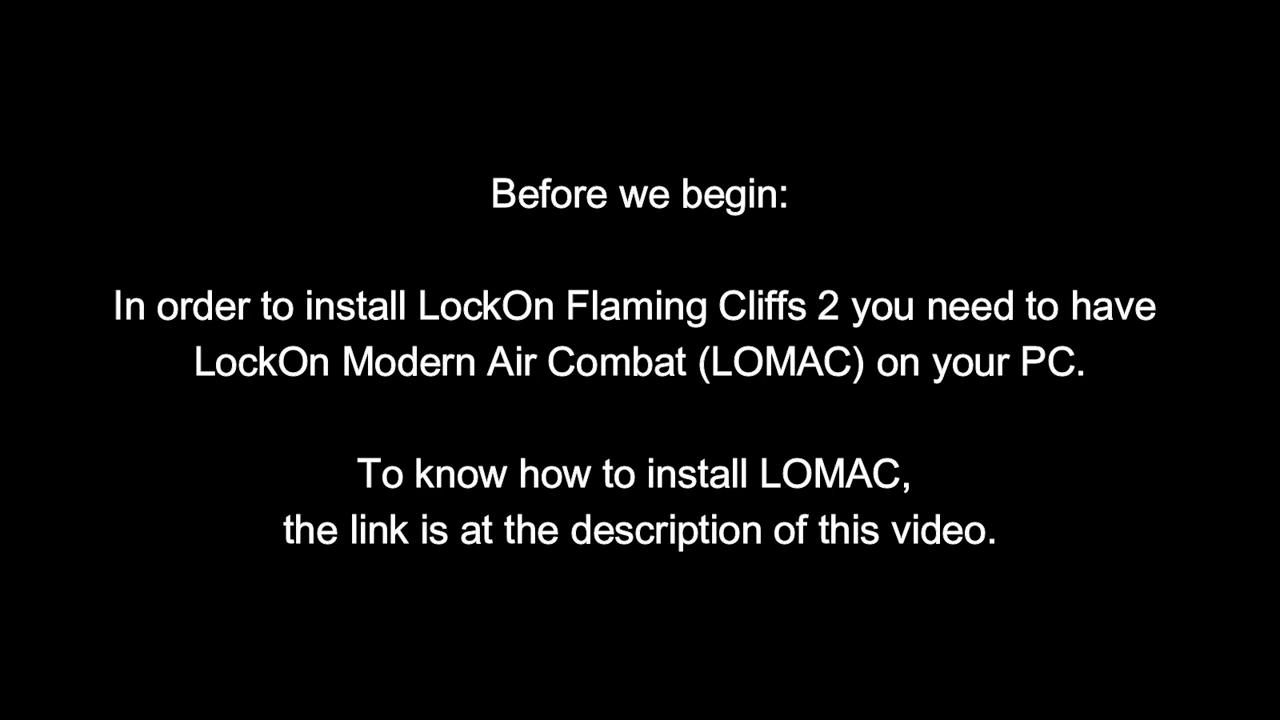 Before we begin:
In order to install LockOn Flaming Cliffs 2 you need to have
LockOn Modern Air Combat (LOMAC) on your PC.
To know how to install LOMAC,
the link is at the description of this video.